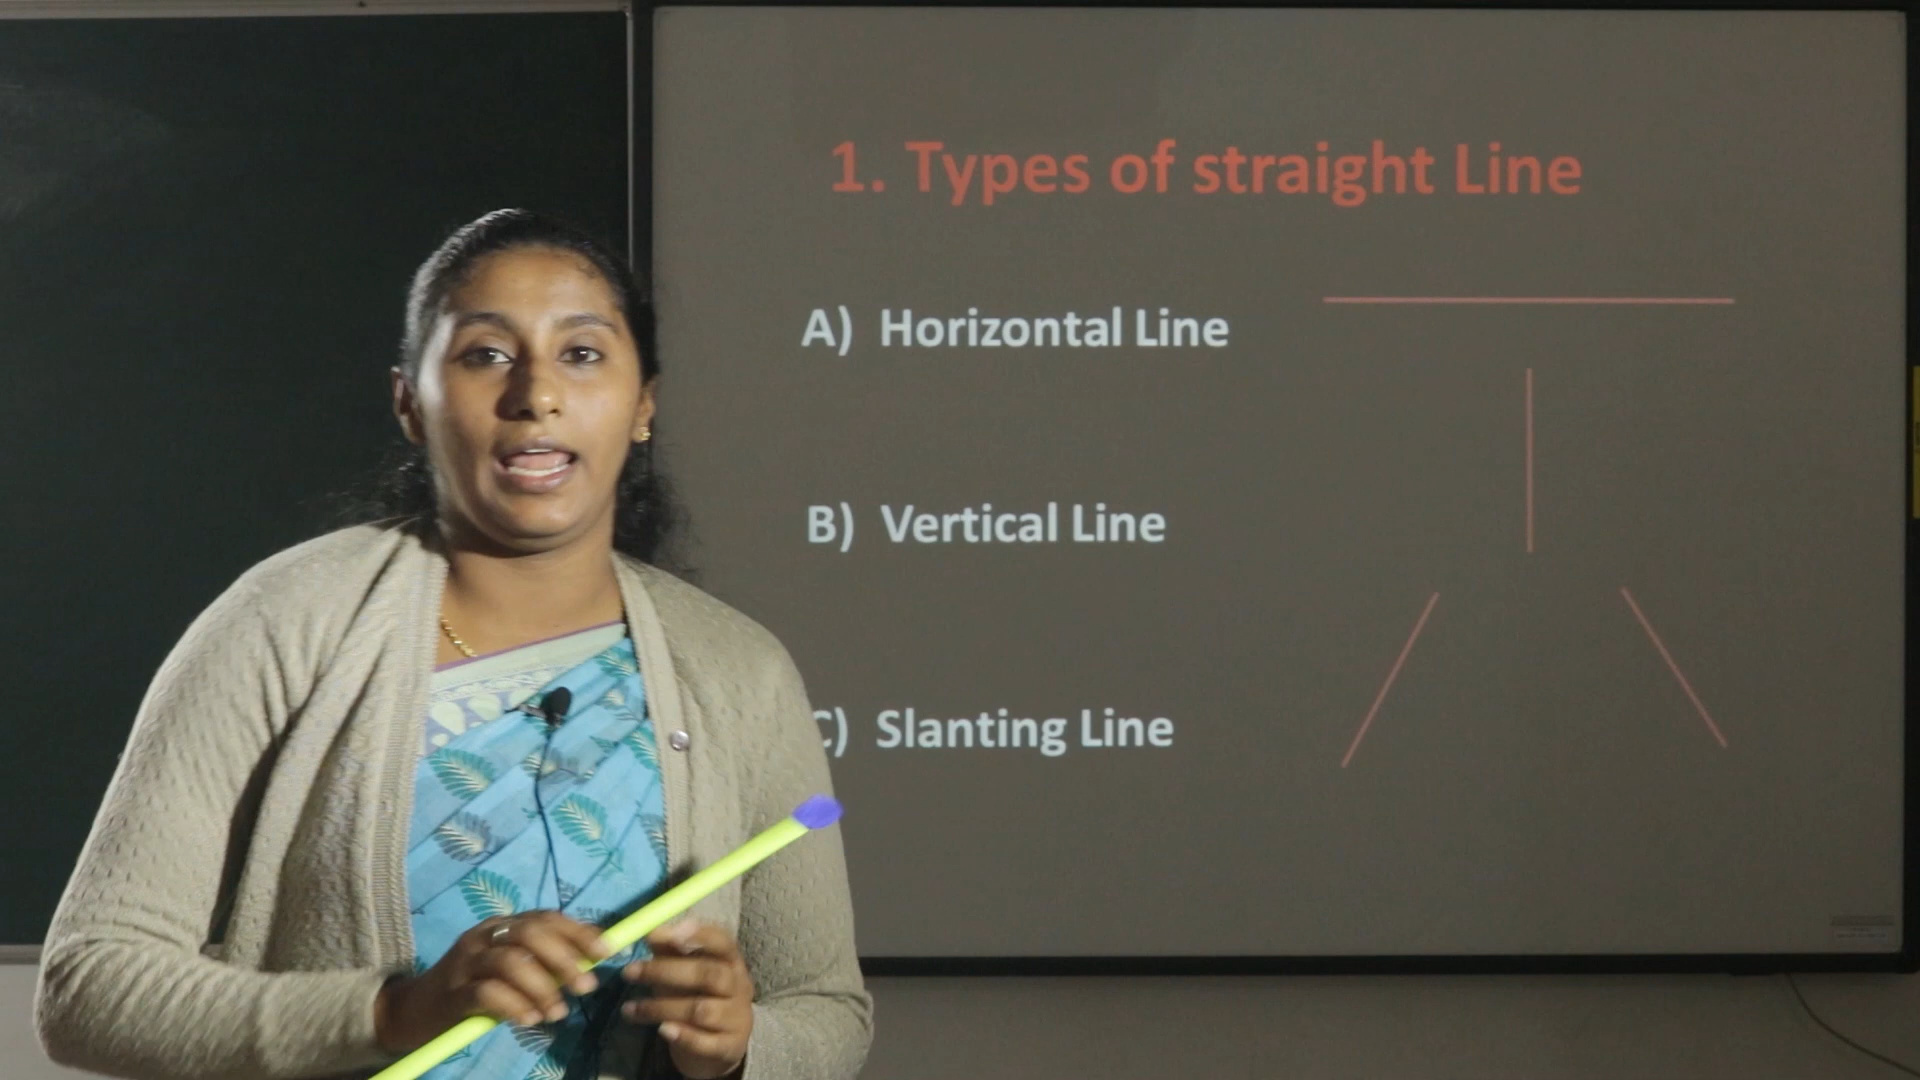 1. Types of straight Line
A) Horizontal Line
B) Vertical Line
C) Slanting Line